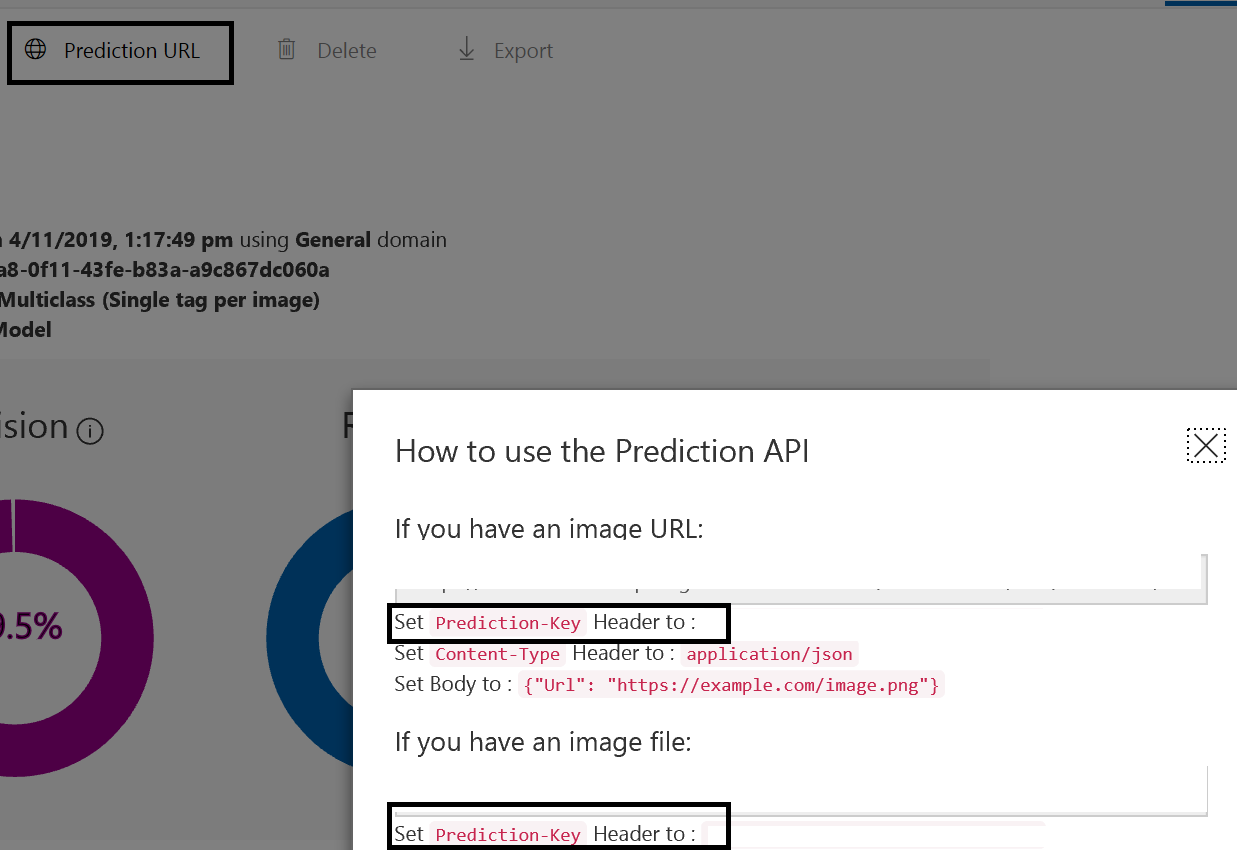 Prediction URL Delete Export
4/11/2019, 1:17:49 pm using General domain
a8-0f11-43fe-b83a-a9c867dc060a
Multiclass (Single tag per image)
Model
ision
How to use the Prediction API
9.5%
If you have an image URL:
Set Prediction-Key Header to :
Set Content-Type Header to : application/json
Set Body to : {"Url": "https://example.com/image.png"}
If you have an image file:
Set Prediction-Key Header to :